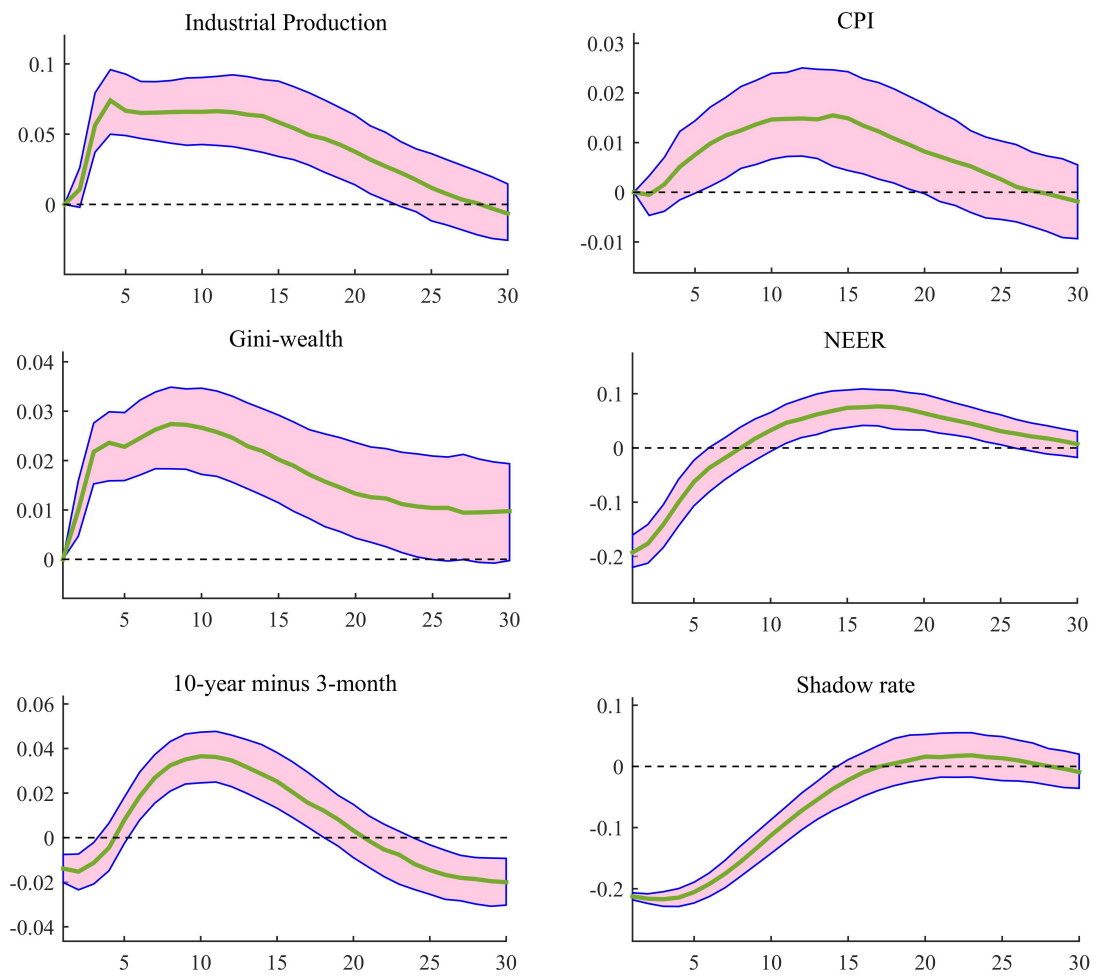 Industrial Production
0.1
0.05
0
5 10 15 20 25 30
CPI
0.03
0.02
0.01
0
-0.01
5 10 15 20 25 30
Gini-wealth
0.04
0.03
0.02
0.01
0
5 10 15 20 25 30
NEER
0.1
0
-0.1
-0.2
5 10 15 20 25 30
10-year minus 3-month
0.06
0.04
0.02
0
-0.02
-0.04
5 10 15 20 25 30
Shadow rate
0.1
0
-0.1
-0.2
5 10 15 20 25 30